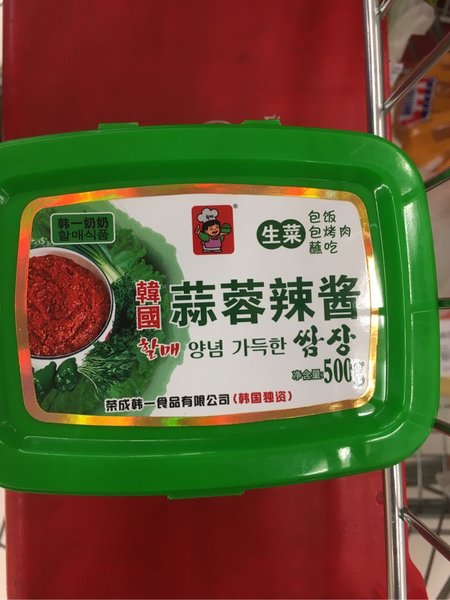 韩一奶奶
할매식품
®
生菜
包饭
包烤肉
蘸吃
韓國
蒜蓉辣酱
할매 양념 가득한 쌈장
净含量:500
荣成韩一食品有限公司(韩国独资)